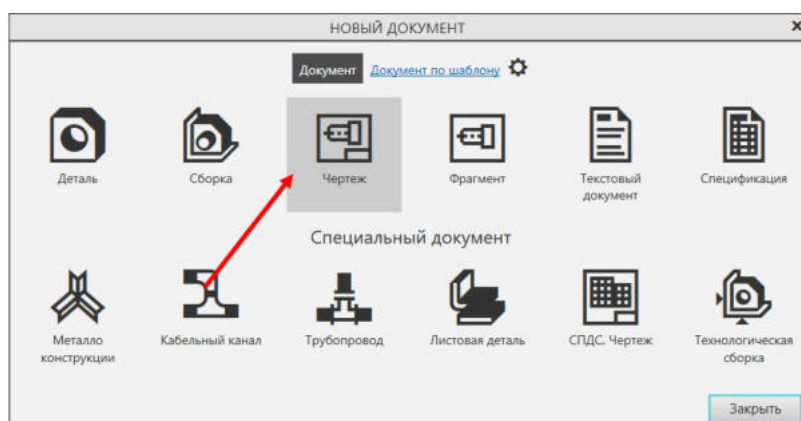 НОВЫЙ ДОКУМЕНТ
Документ Документ по шаблону
Деталь Сборка Чертеж Фрагмент Текстовый документ Спецификация
Специальный документ
Металло конструкции Кабельный канал Трубопровод Листовая деталь СПДС. Чертеж Технологическая сборка
Закрыть